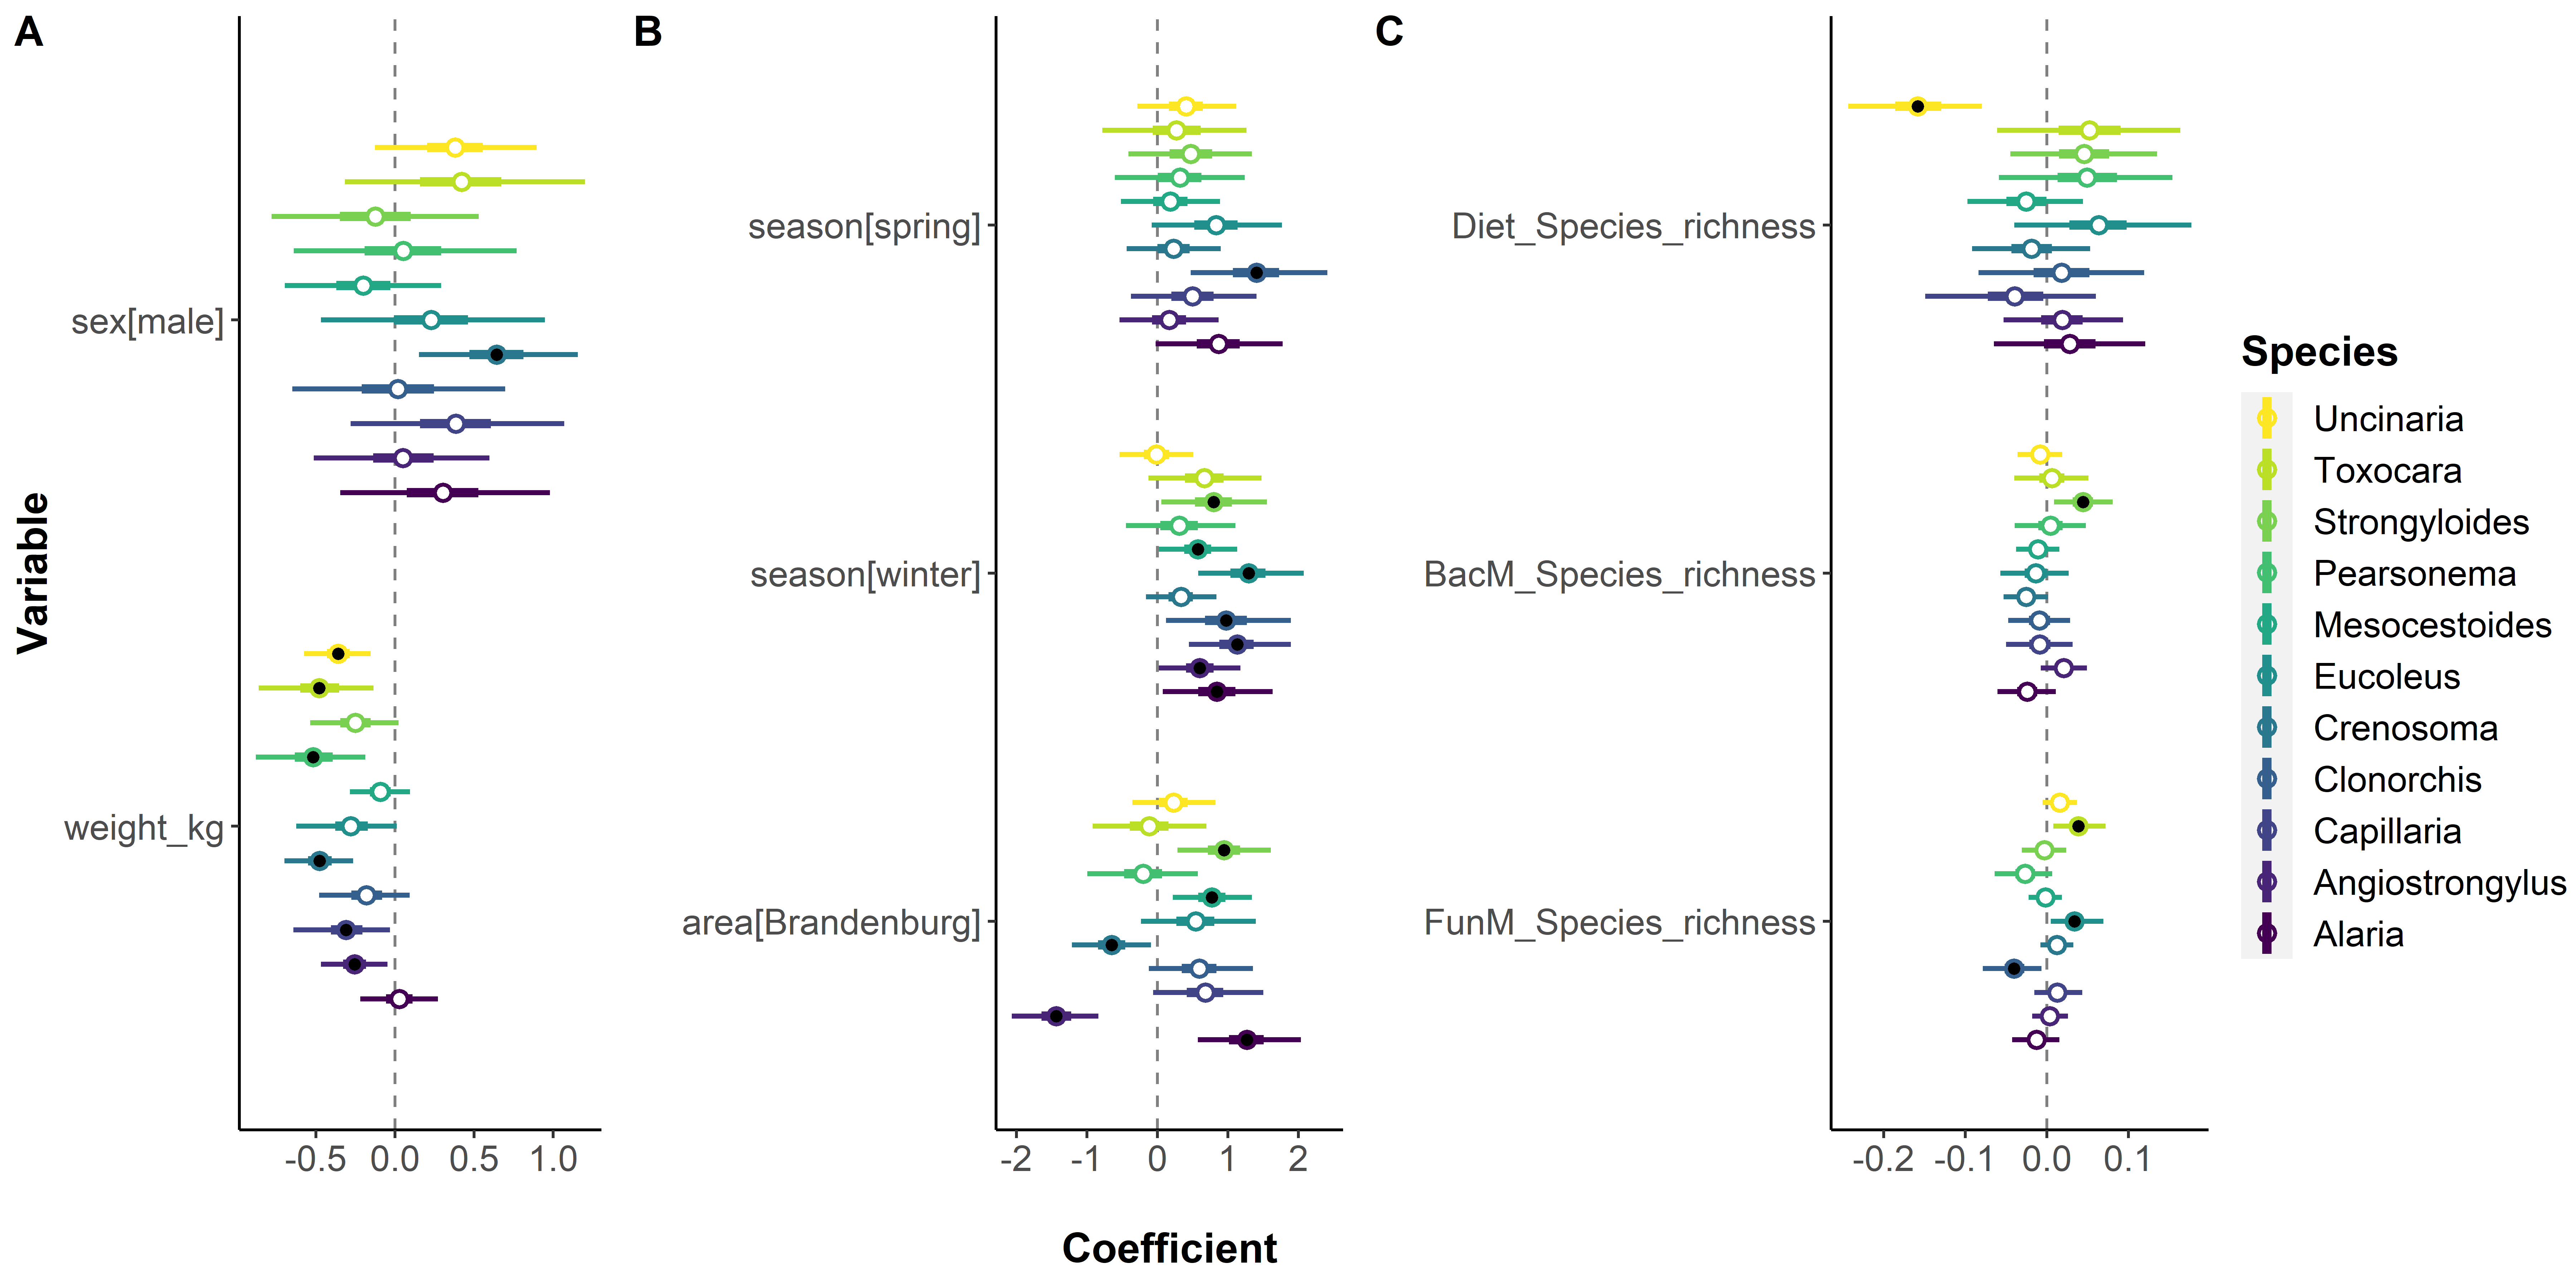 A
B
C
Variable
sex[male]
weight_kg
-0.5 0.0 0.5 1.0
season[spring]
season[winter]
area[Brandenburg]
-2 -1 0 1 2
Diet_Species_richness
BacM_Species_richness
FunM_Species_richness
-0.2 -0.1 0.0 0.1
Coefficient
Species
Uncinaria
Toxocara
Strongyloides
Pearsonema
Mesocestoides
Eucoleus
Crenosoma
Clonorchis
Capillaria
Angiostrongylus
Alaria